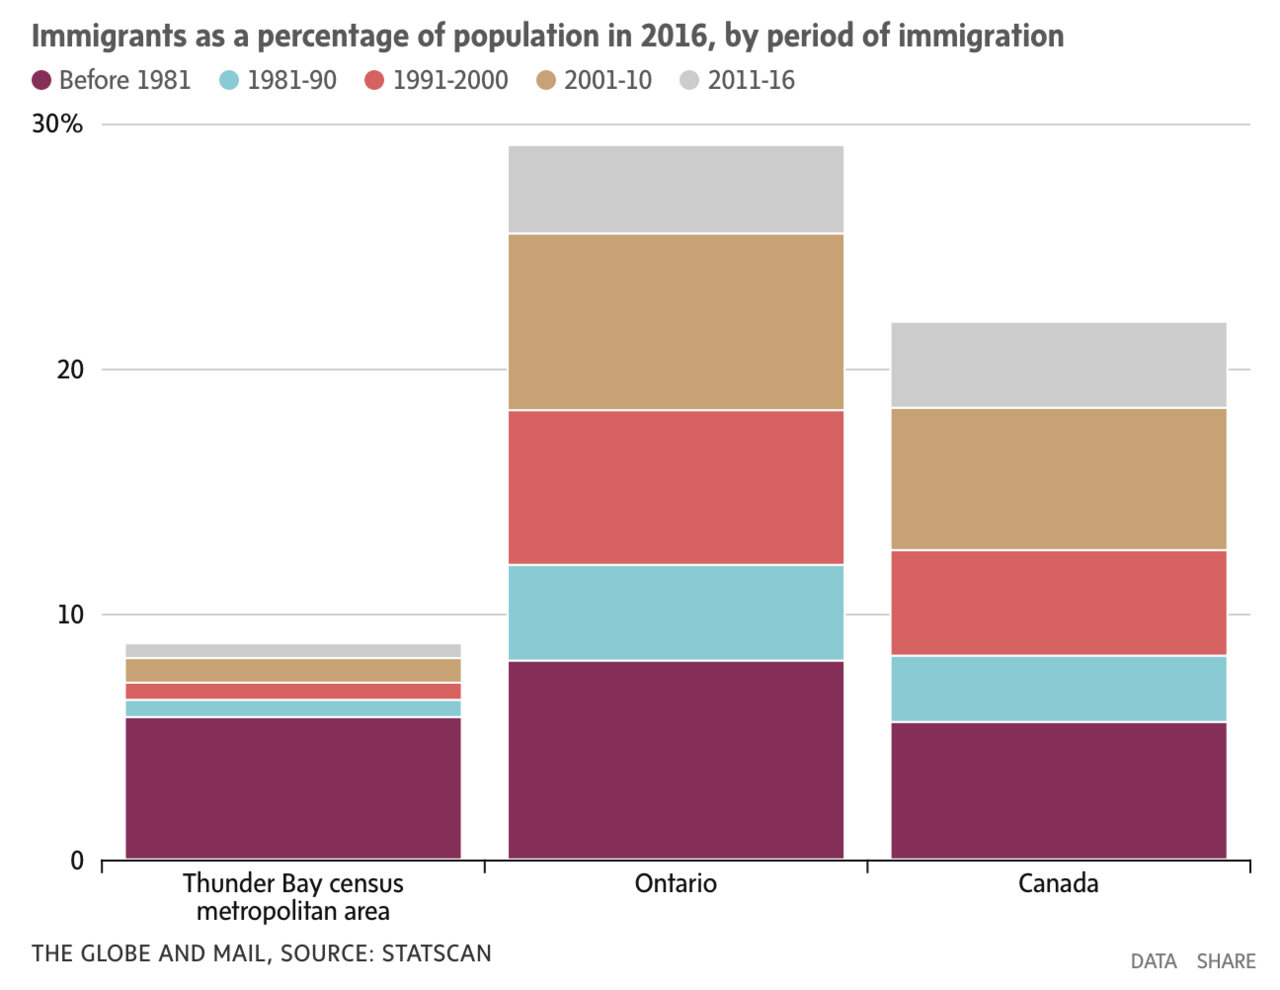 Immigrants as a percentage of population in 2016, by period of immigration
Before 1981 1981-90 1991-2000 2001-10 2011-16
30%
20
10
0
Thunder Bay census
metropolitan area
Ontario
Canada
THE GLOBE AND MAIL, SOURCE: STATSCAN
DATA SHARE